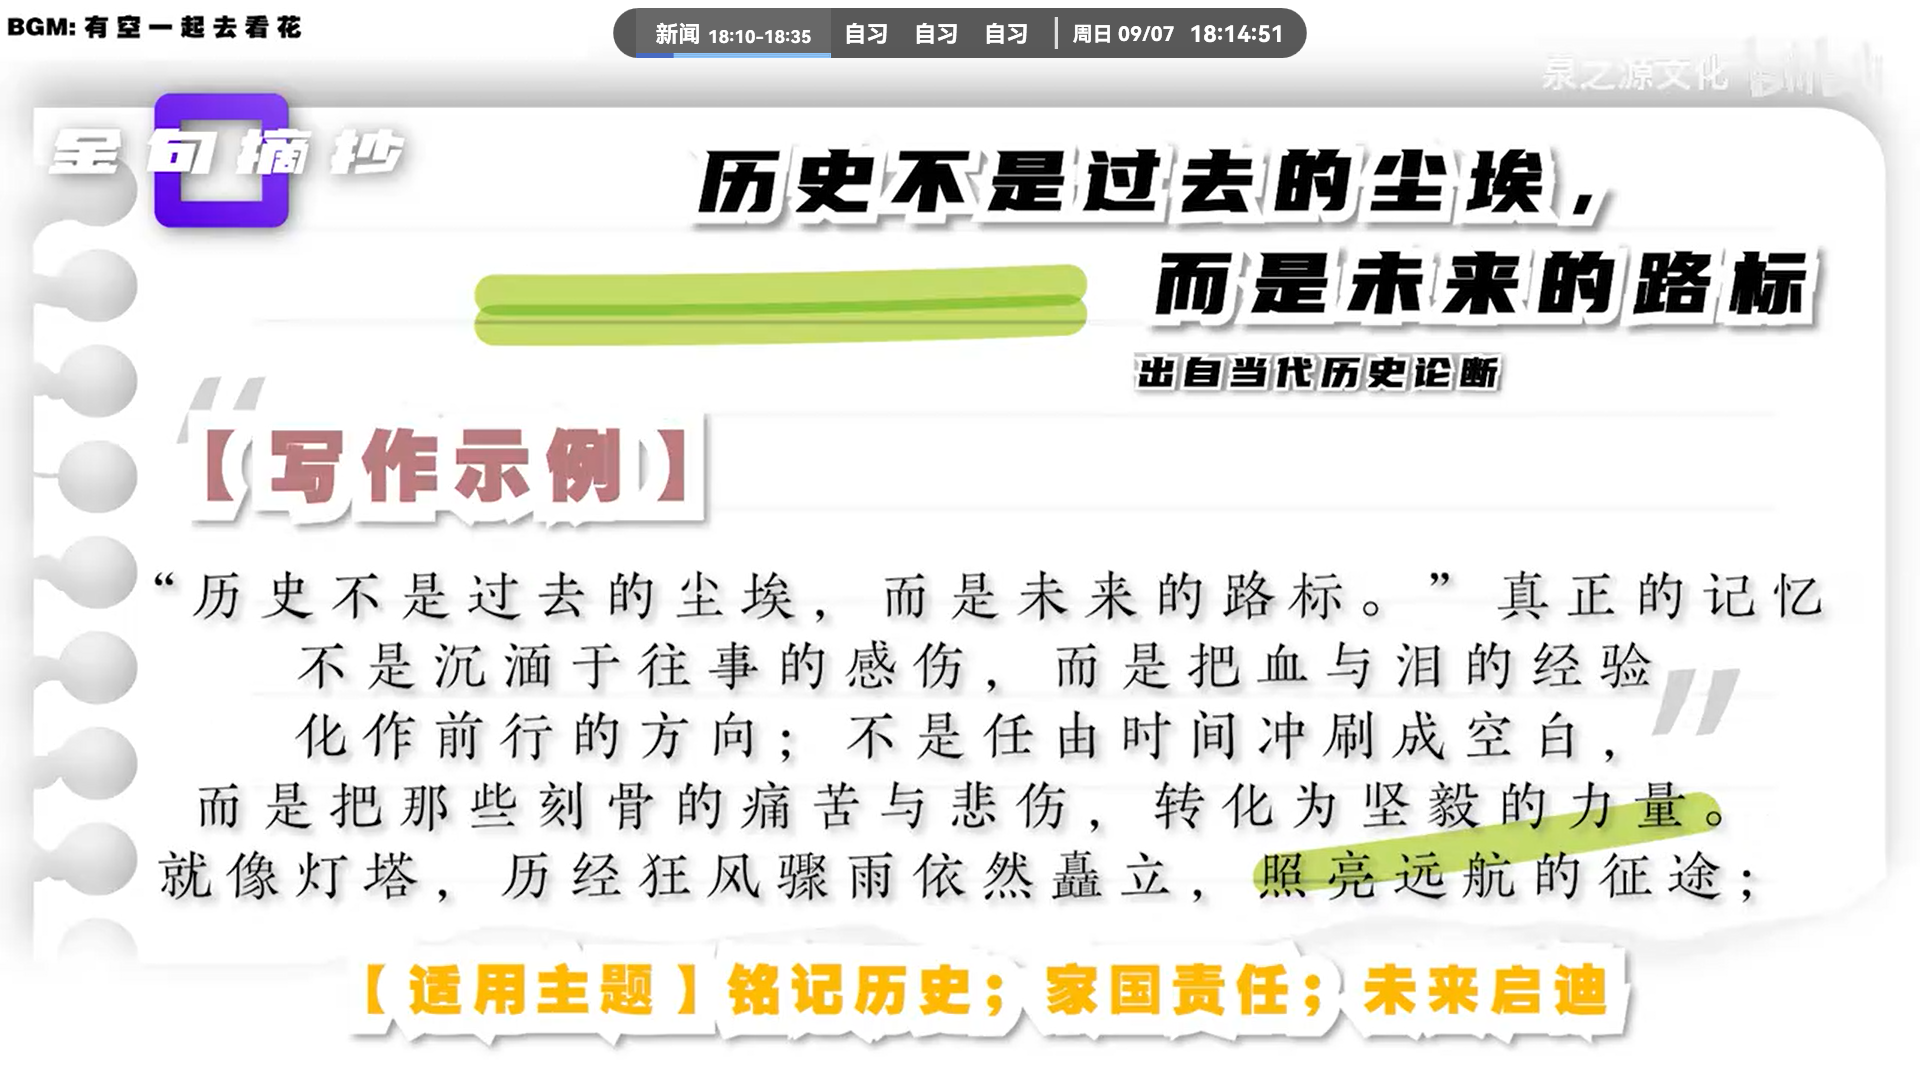 BGM: 有空一起去看花
新闻 18:10-18:35 自习 自习 自习 周日 09/07 18:14:51
泉之源文化
金句摘抄
历史不是过去的尘埃，
而是未来的路标
出自当代历史论断
【写作示例】
“历史不是过去的尘埃，而是未来的路标。”真正的记忆
不是沉湎于往事的感伤，而是把血与泪的经验
化作前行的方向；不是任由时间冲刷成空白，
而是把那些刻骨的痛苦与悲伤，转化为坚毅的力量。
就像灯塔，历经狂风骤雨依然矗立，照亮远航的征途；
【适用主题】铭记历史；家国责任；未来启迪